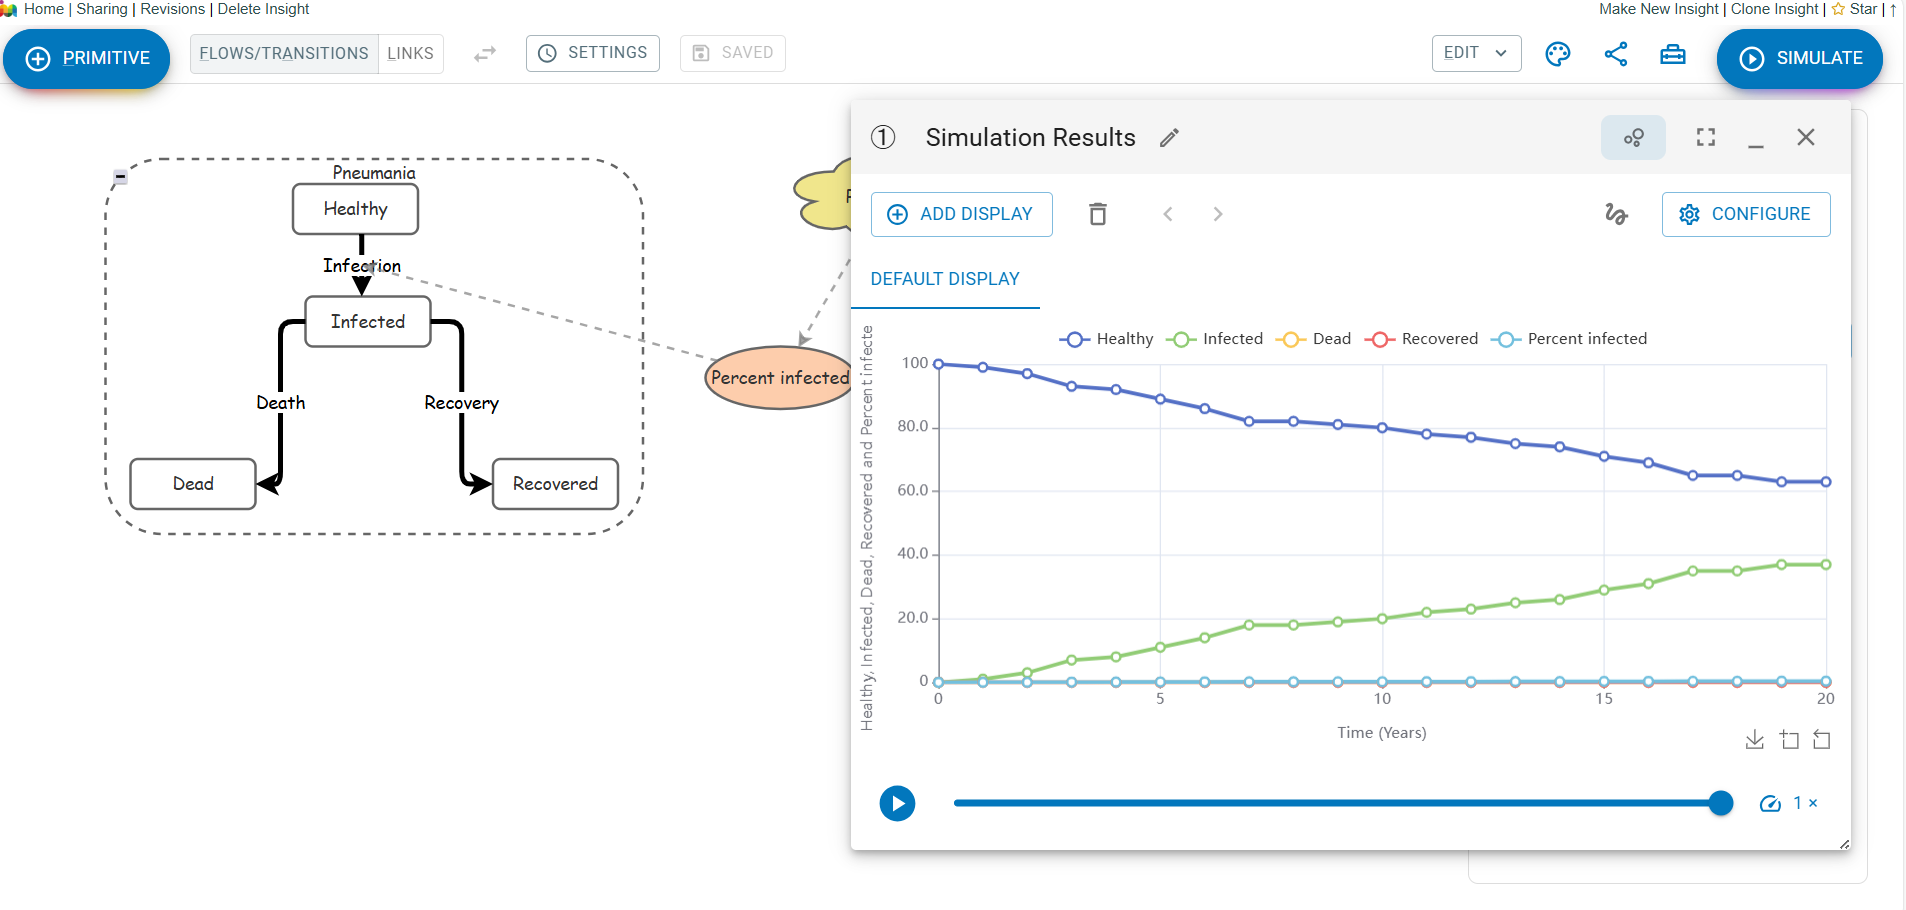 Home | Sharing | Revisions | Delete Insight
Make New Insight | Clone Insight | Star | ↑
PRIMITIVE
FLOWS/TRANSITIONS
LINKS
SETTINGS
SAVED
EDIT
SIMULATE
Pneumania
Healthy
Infection
Infected
Death
Recovery
Dead
Recovered
Percent infected
1
Simulation Results
ADD DISPLAY
CONFIGURE
DEFAULT DISPLAY
Healthy
Infected
Dead
Recovered
Percent infected
Healthy, Infected, Dead, Recovered and Percent infecte
100
80.0
60.0
40.0
20.0
0
0
5
10
15
20
Time (Years)
1 ×